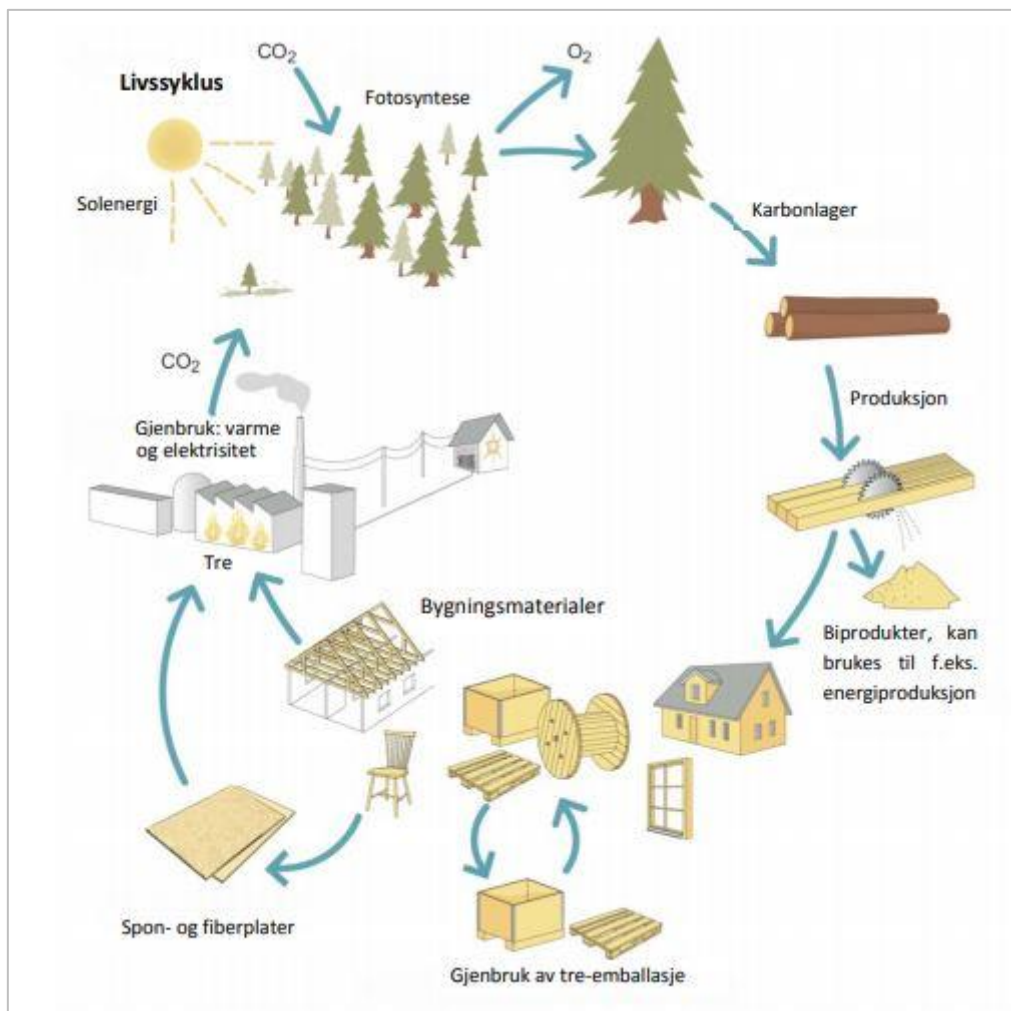 CO₂
O₂
Livssyklus
Fotosyntese
Solenergi
Karbonlager
CO₂
Produksjon
Gjenbruk: varme
og elektrisitet
Tre
Bygningsmaterialer
Biprodukter, kan
brukes til f.eks.
energiproduksjon
Spon- og fiberplater
Gjenbruk av tre-emballasje